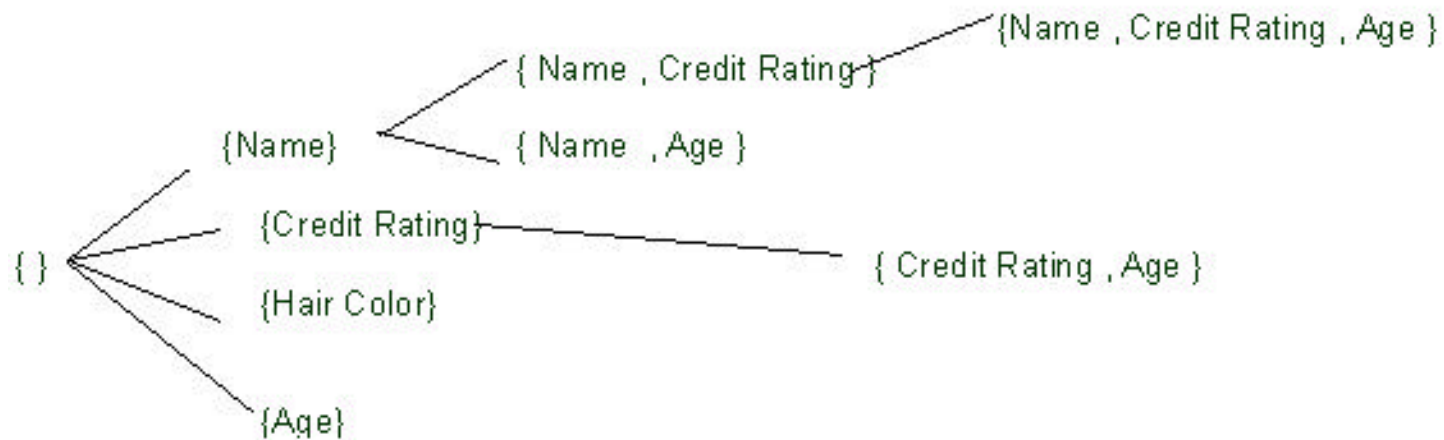 {Name , Credit Rating , Age }
{ Name , Credit Rating }
{Name}
{ Name , Age }
{Credit Rating}
{ }
{ Credit Rating , Age }
{Hair Color}
{Age}